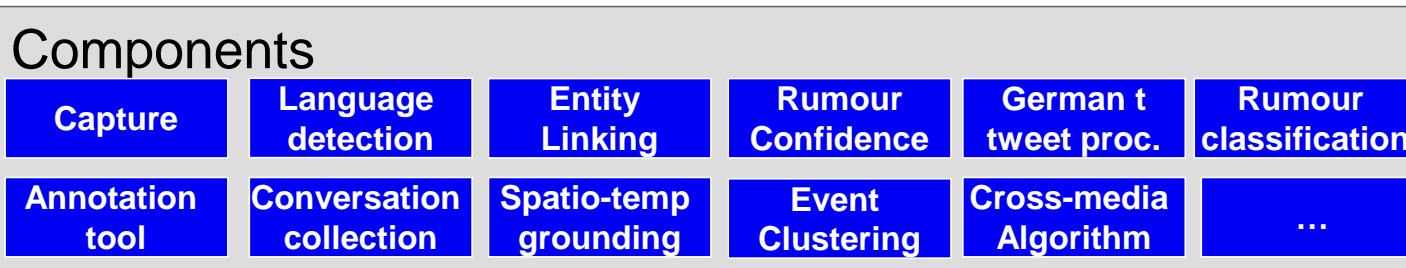 Components
Capture
Language
detection
Entity
Linking
Rumour
Confidence
German t
tweet proc.
Rumour
classification
Annotation
tool
Conversation
collection
Spatio-temp
grounding
Event
Clustering
Cross-media
Algorithm
...